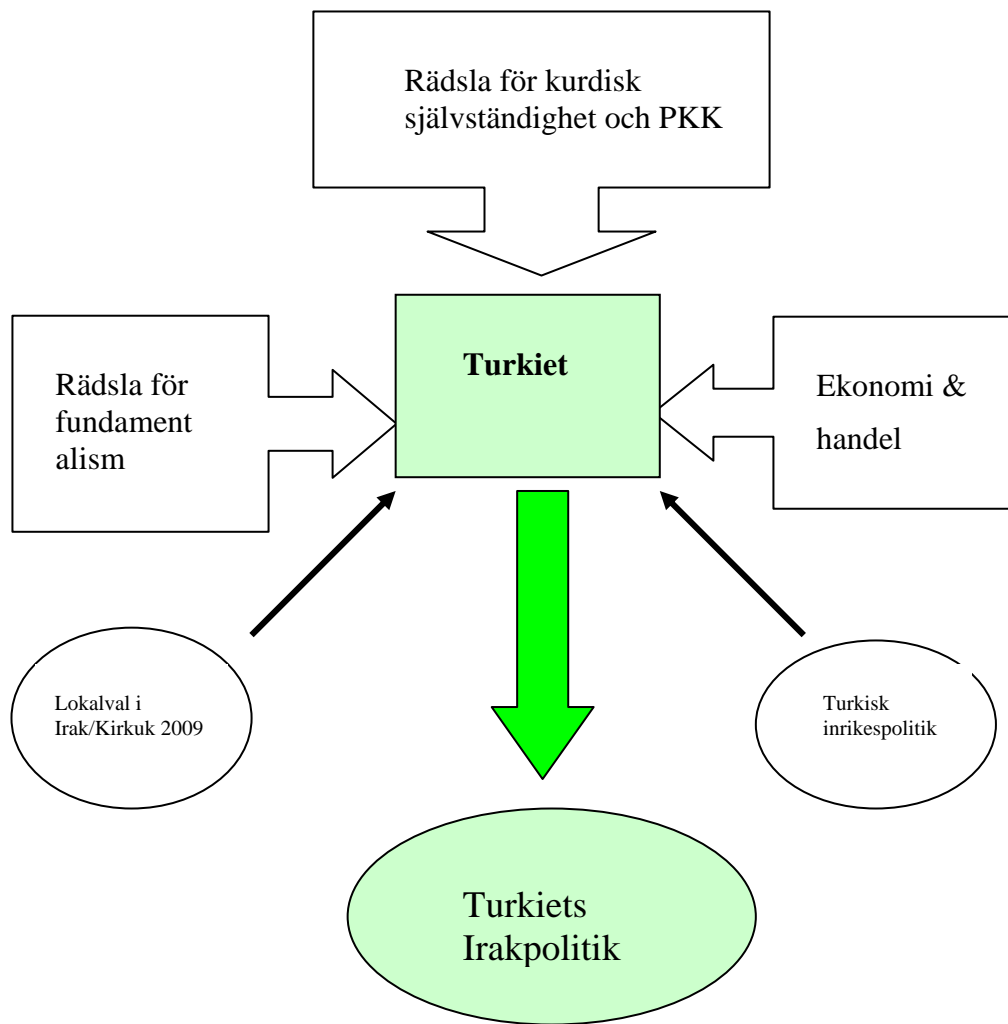 Rädsla för kurdisk
självständighet och PKK
Turkiet
Rädsla för
fundament
alism
Ekonomi &
handel
Lokalval i
Irak/Kirkuk 2009
Turkisk
inrikespolitik
Turkiets
Irakpolitik